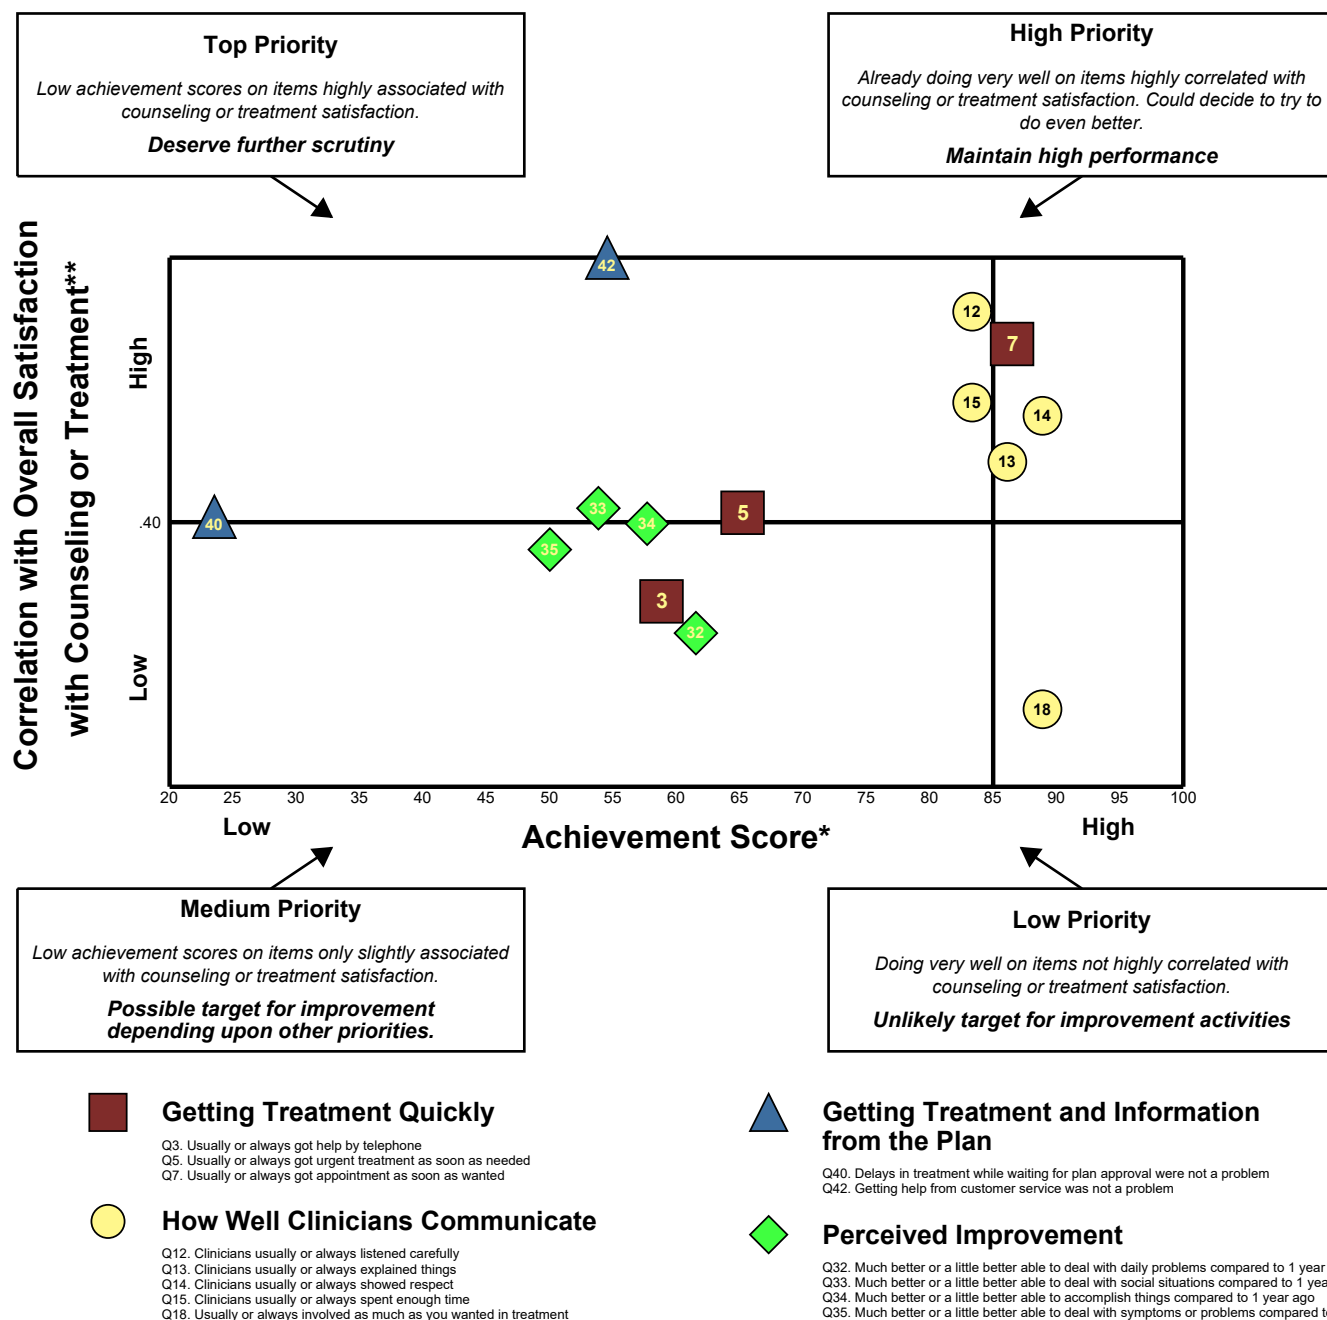 Top Priority
Low achievement scores on items highly associated with
counseling or treatment satisfaction.
Deserve further scrutiny
High Priority
Already doing very well on items highly correlated with
counseling or treatment satisfaction. Could decide to try to
do even better.
Maintain high performance
Correlation with Overall Satisfaction
with Counseling or Treatment**
High
Low
.40
42
12
7
15
14
13
40
33
34
5
35
3
32
18
20 25 30 35 40 45 50 55 60 65 70 75 80 85 90 95 100
Low
Achievement Score*
High
Medium Priority
Low achievement scores on items only slightly associated
with counseling or treatment satisfaction.
Possible target for improvement
depending upon other priorities.
Low Priority
Doing very well on items not highly correlated with
counseling or treatment satisfaction.
Unlikely target for improvement activities
Getting Treatment Quickly
Q3. Usually or always got help by telephone
Q5. Usually or always got urgent treatment as soon as needed
Q7. Usually or always got appointment as soon as wanted
How Well Clinicians Communicate
Q12. Clinicians usually or always listened carefully
Q13. Clinicians usually or always explained things
Q14. Clinicians usually or always showed respect
Q15. Clinicians usually or always spent enough time
Q18. Usually or always involved as much as you wanted in treatment
Getting Treatment and Information
from the Plan
Q40. Delays in treatment while waiting for plan approval were not a problem
Q42. Getting help from customer service was not a problem
Perceived Improvement
Q32. Much better or a little better able to deal with daily problems compared to 1 year
Q33. Much better or a little better able to deal with social situations compared to 1 yea
Q34. Much better or a little better able to accomplish things compared to 1 year ago
Q35. Much better or a little better able to deal with symptoms or problems compared t